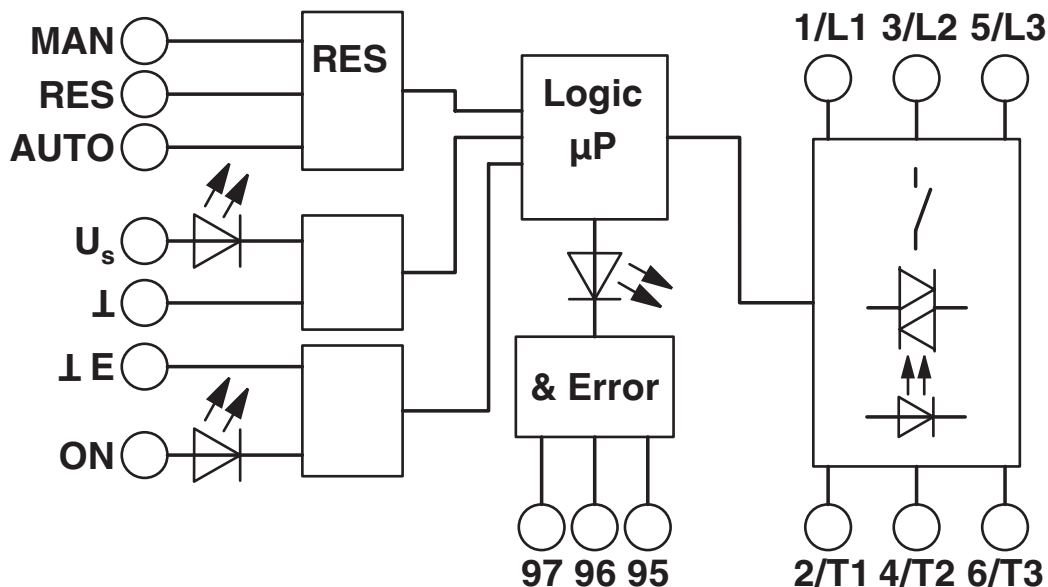 MAN
RES
AUTO
RES
Us
⊥
⊥ E
ON
Logic
µP
& Error
97 96 95
1/L1 3/L2 5/L3
2/T1 4/T2 6/T3